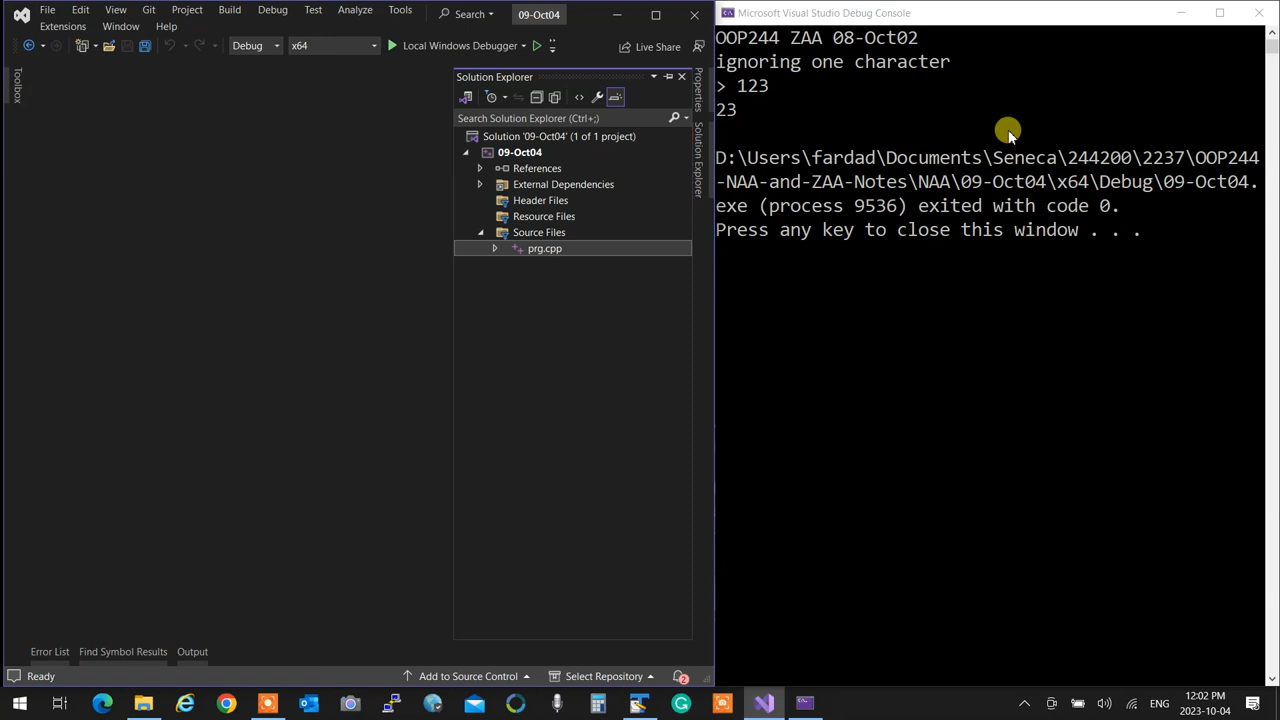 File Edit View Git Project Build Debug Test Analyze Tools
Search
09-Oct04
Extension Window Help
Debug
x64
Local Windows Debugger
Live Share
Toolbox
Solution Explorer
Search Solution Explorer (Ctrl+;)
Solution '09-Oct04' (1 of 1 project)
09-Oct04
References
External Dependencies
Header Files
Resource Files
Source Files
prg.cpp
Properties
Solution Explorer
Error List Find Symbol Results Output
Ready
Add to Source Control
Select Repository
2
Microsoft Visual Studio Debug Console
OOP244 ZAA 08-Oct02
ignoring one character
> 123
23
D:\Users\fardad\Documents\Seneca\244200\2237\OOP244
-NAA-and-ZAA-Notes\NAA\09-Oct04\x64\Debug\09-Oct04.
exe (process 9536) exited with code 0.
Press any key to close this window . . .
ENG
12:02 PM
2023-10-04